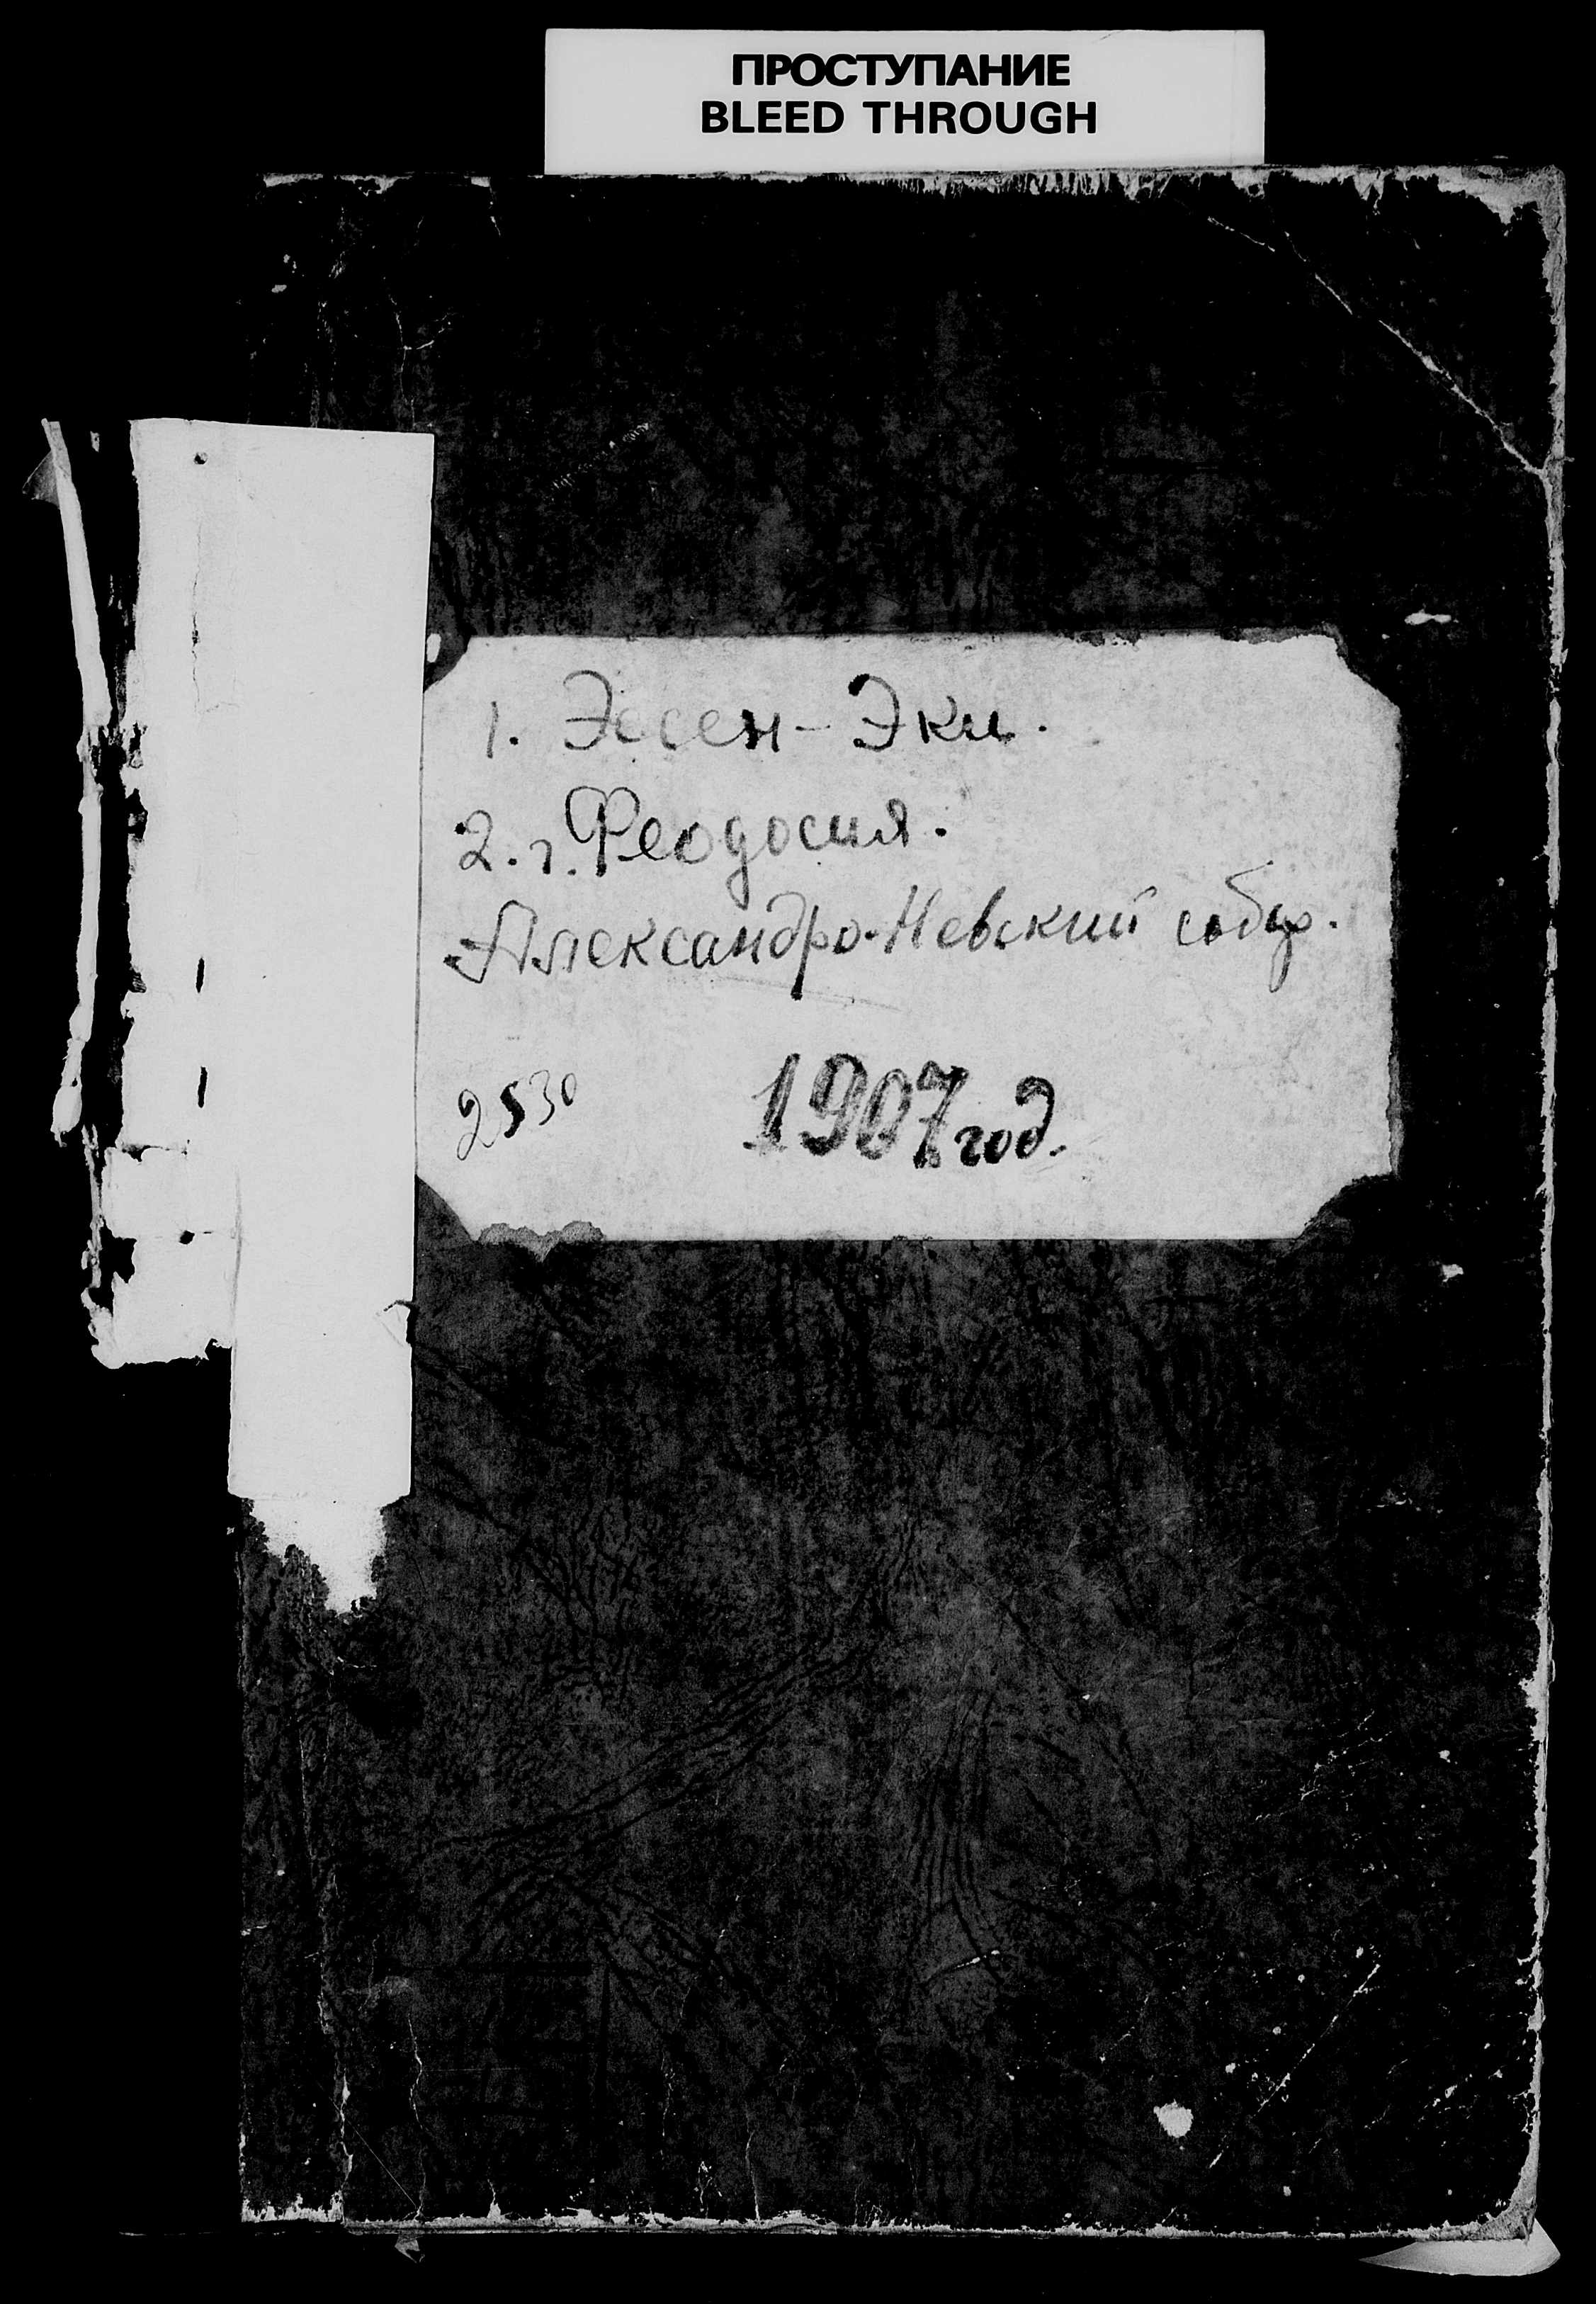 ПРОСТУПАНИЕ
BLEED THROUGH
1. Эссен-Эки.
2. г. Феодосия.
Александро-Невский собор.
2530
1907 год.